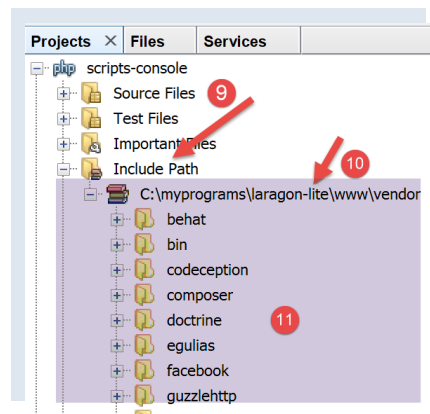 Projects × Files Services
php scripts-console
Source Files 9
Test Files
Important Files
Include Path
10
C:\myprograms\laragon-lite\www\vendor
behat
bin
codeception
composer
doctrine 11
egulias
facebook
guzzlehttp